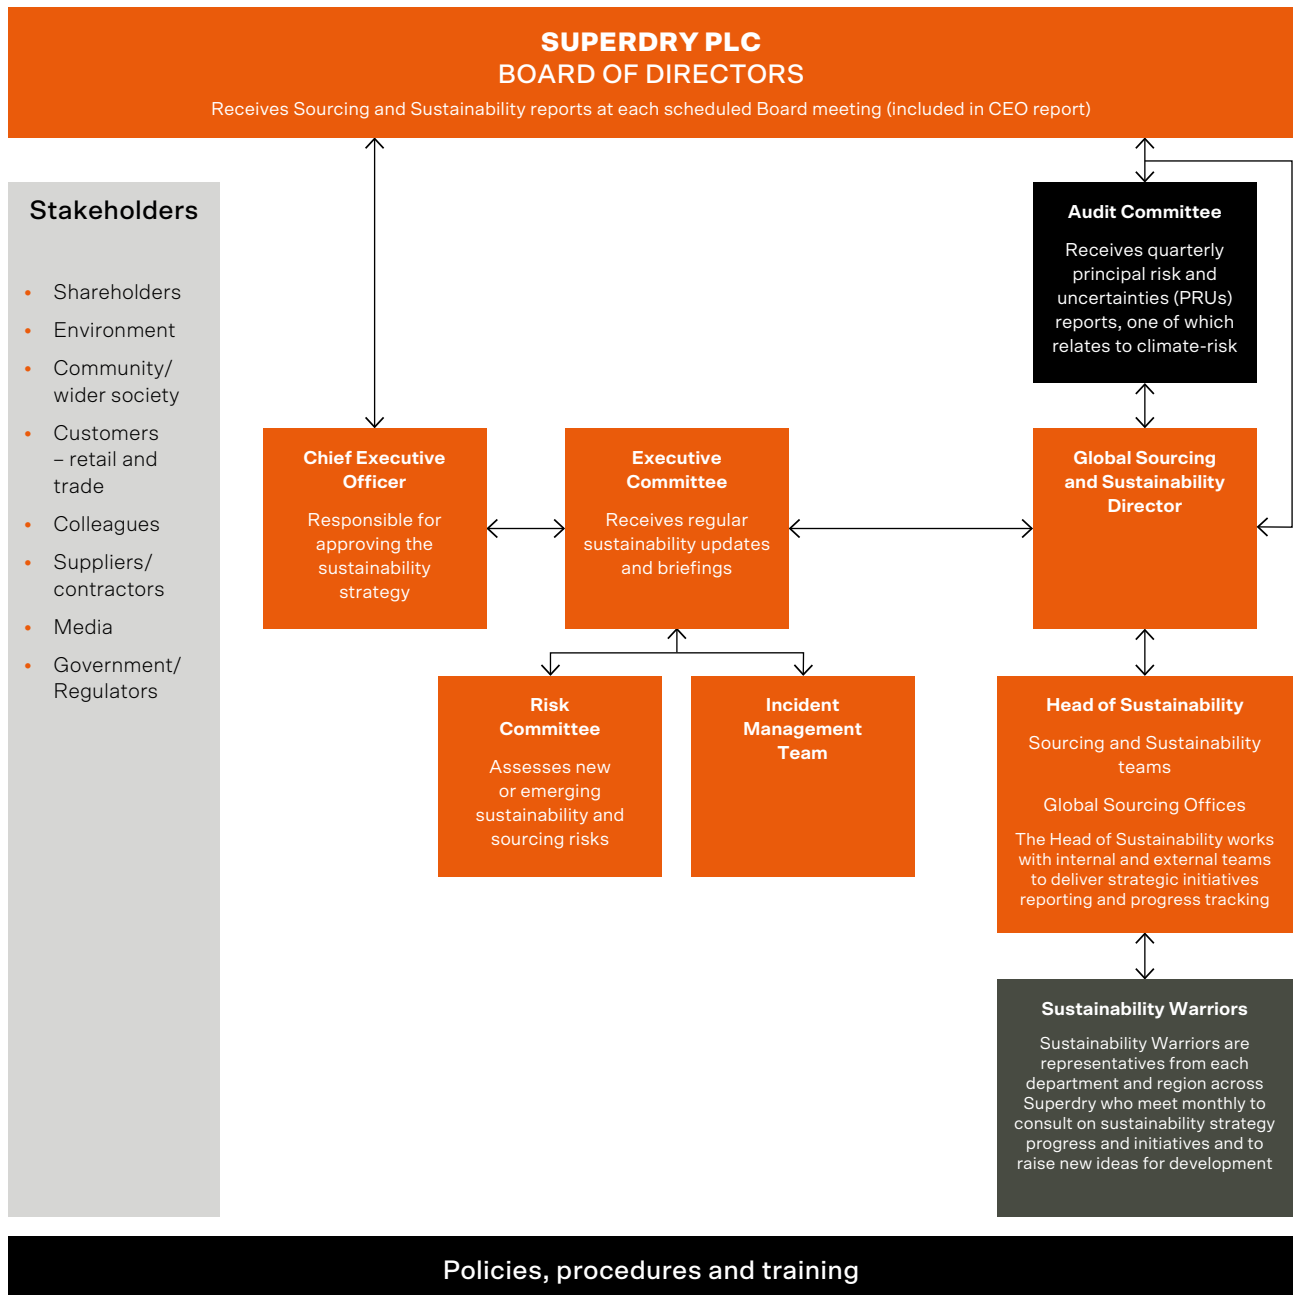 SUPERDRY PLC
BOARD OF DIRECTORS
Receives Sourcing and Sustainability reports at each scheduled Board meeting (included in CEO report)
Stakeholders
• Shareholders
• Environment
• Community/
wider society
• Customers
– retail and
trade
• Colleagues
• Suppliers/
contractors
• Media
• Government/
Regulators
Audit Committee
Receives quarterly
principal risk and
uncertainties (PRUs)
reports, one of which
relates to climate-risk
Chief Executive
Officer
Responsible for
approving the
sustainability
strategy
Executive
Committee
Receives regular
sustainability updates
and briefings
Global Sourcing
and Sustainability
Director
Risk
Committee
Assesses new
or emerging
sustainability and
sourcing risks
Incident
Management
Team
Head of Sustainability
Sourcing and Sustainability
teams
Global Sourcing Offices
The Head of Sustainability works
with internal and external teams
to deliver strategic initiatives
reporting and progress tracking
Sustainability Warriors
Sustainability Warriors are
representatives from each
department and region across
Superdry who meet monthly to
consult on sustainability strategy
progress and initiatives and to
raise new ideas for development
Policies, procedures and training